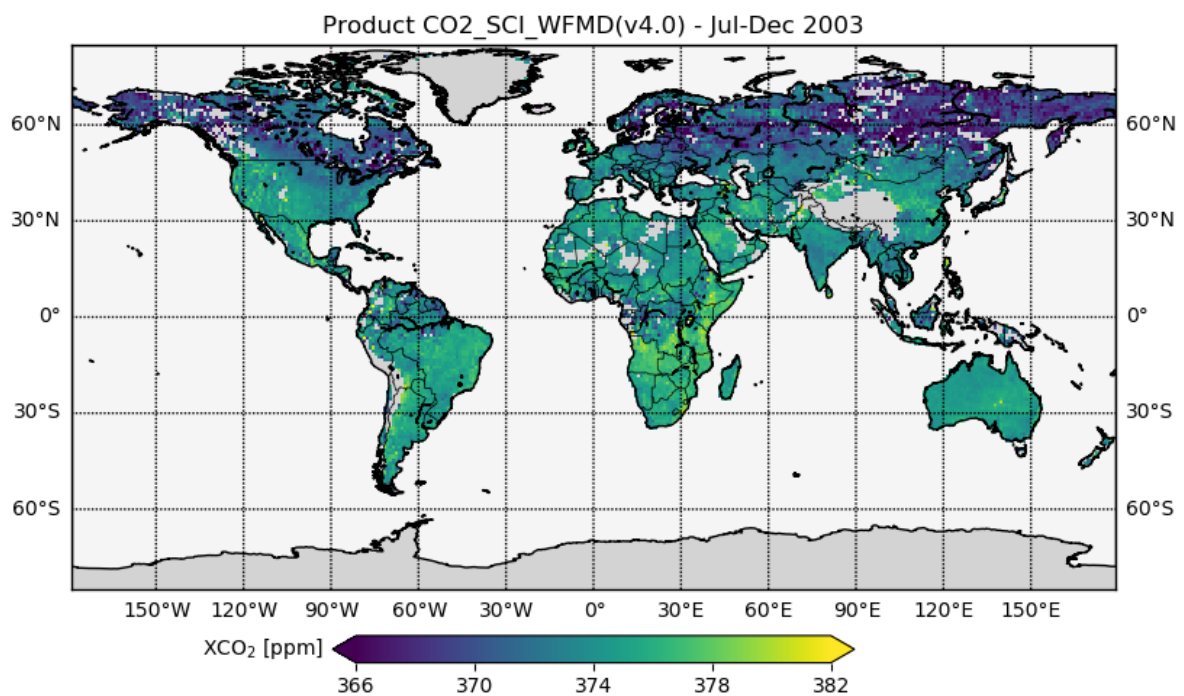 Product CO2_SCI_WFMD(v4.0) - Jul-Dec 2003
60°N 60°N
30°N 30°N
0° 0°
30°S 30°S
60°S 60°S
150°W 120°W 90°W 60°W 30°W 0° 30°E 60°E 90°E 120°E 150°E
XCO₂ [ppm]
366 370 374 378 382